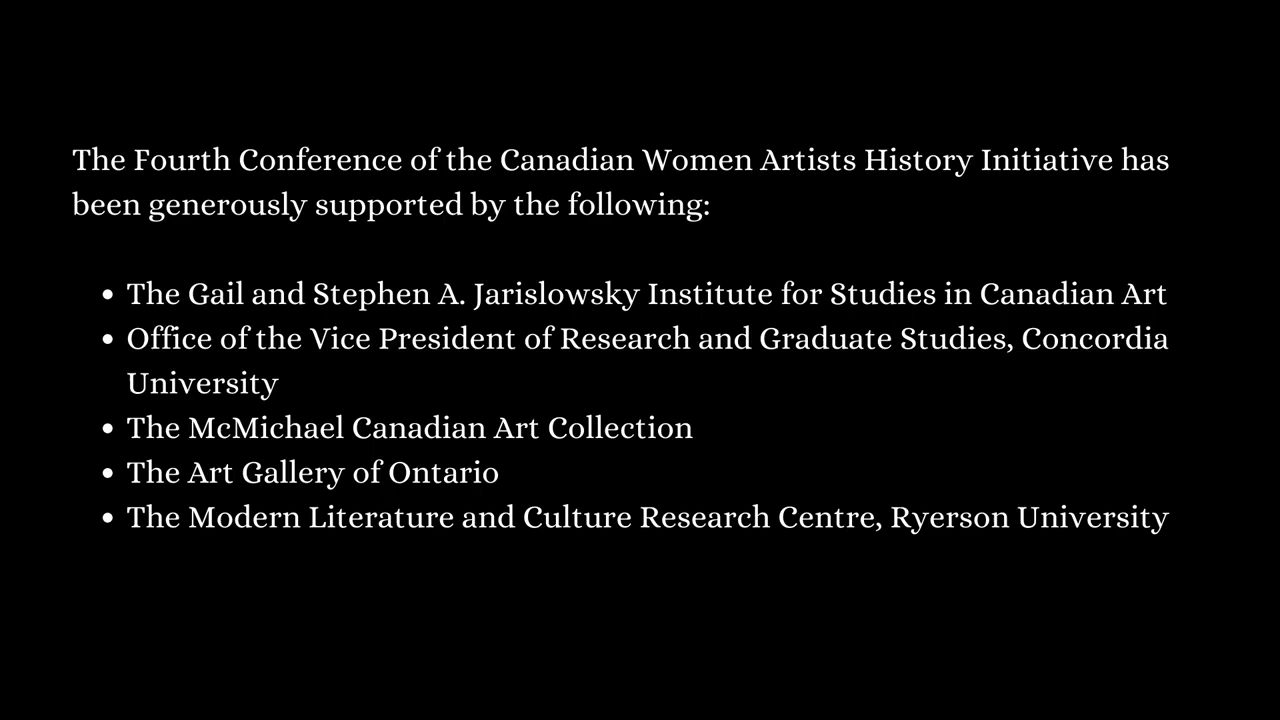 The Fourth Conference of the Canadian Women Artists History Initiative has
been generously supported by the following:
• The Gail and Stephen A. Jarislowsky Institute for Studies in Canadian Art
• Office of the Vice President of Research and Graduate Studies, Concordia
University
• The McMichael Canadian Art Collection
• The Art Gallery of Ontario
• The Modern Literature and Culture Research Centre, Ryerson University